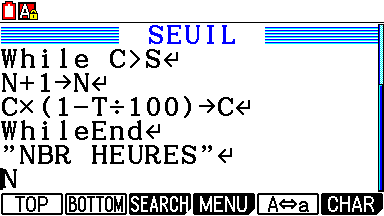 A
SEUIL
While C>S↵
N+1→N↵
C×(1-T÷100)→C↵
WhileEnd↵
"NBR HEURES"↵
N
TOP BOTTOM SEARCH MENU A⇔a CHAR